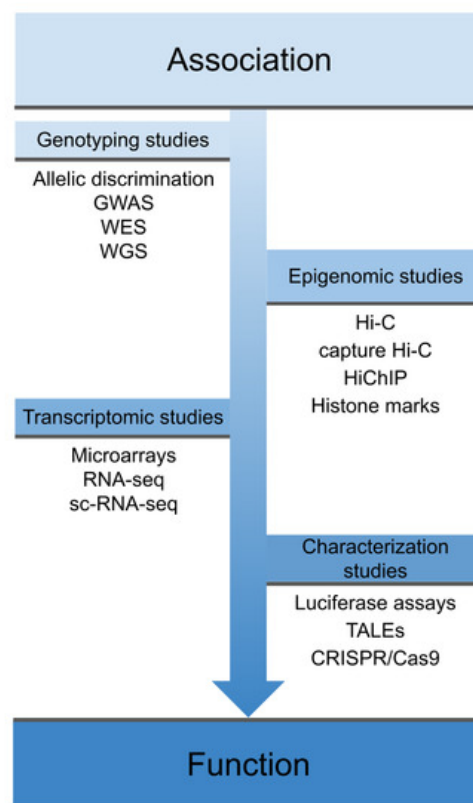 Association
Genotyping studies
Allelic discrimination
GWAS
WES
WGS
Epigenomic studies
Hi-C
capture Hi-C
HiChIP
Histone marks
Transcriptomic studies
Microarrays
RNA-seq
sc-RNA-seq
Characterization
studies
Luciferase assays
TALEs
CRISPR/Cas9
Function